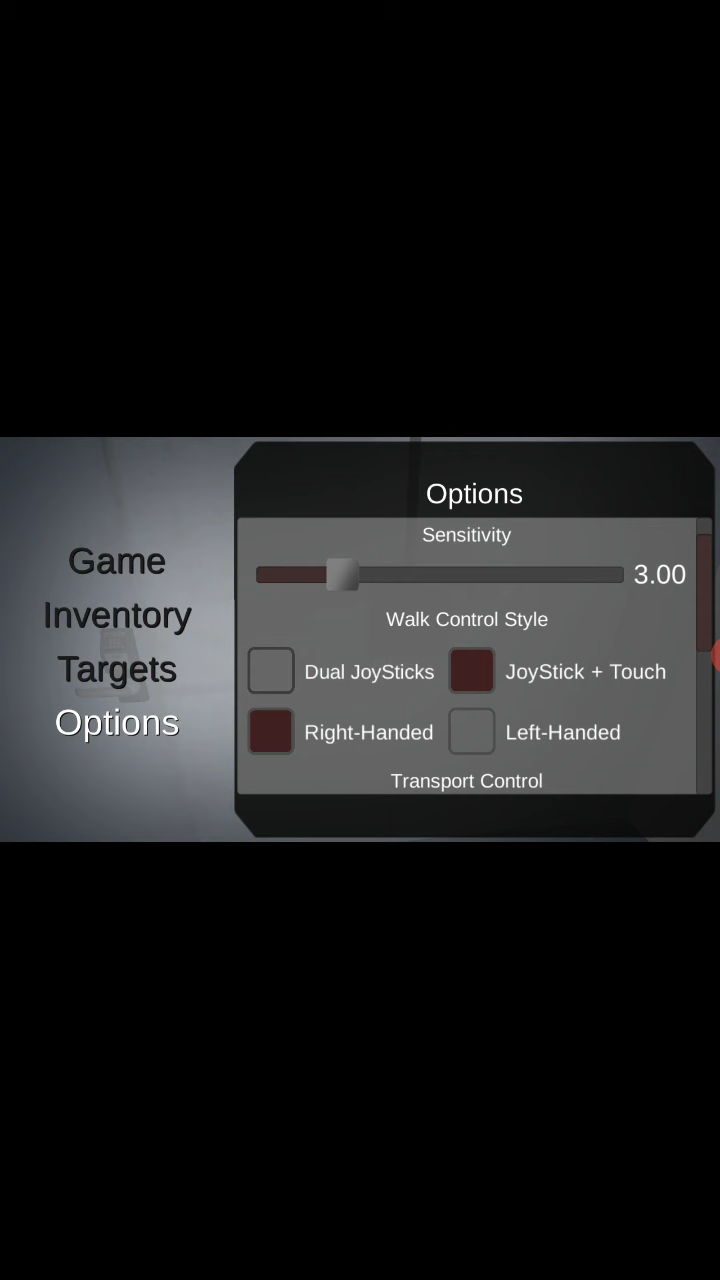 Game
Inventory
Targets
Options
Options
Sensitivity
3.00
Walk Control Style
Dual JoySticks
JoyStick + Touch
Right-Handed
Left-Handed
Transport Control